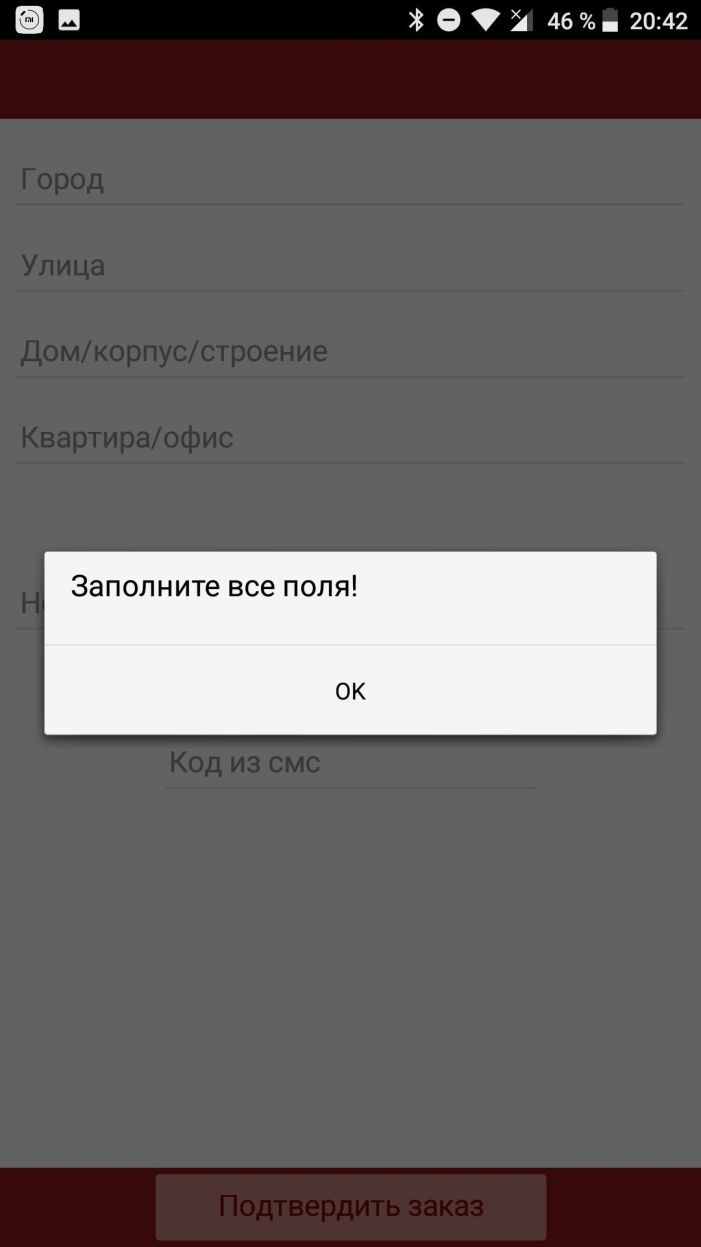 46 % 20:42
Город
Улица
Дом/корпус/строение
Квартира/офис
Заполните все поля!
OK
Код из смс
Подтвердить заказ